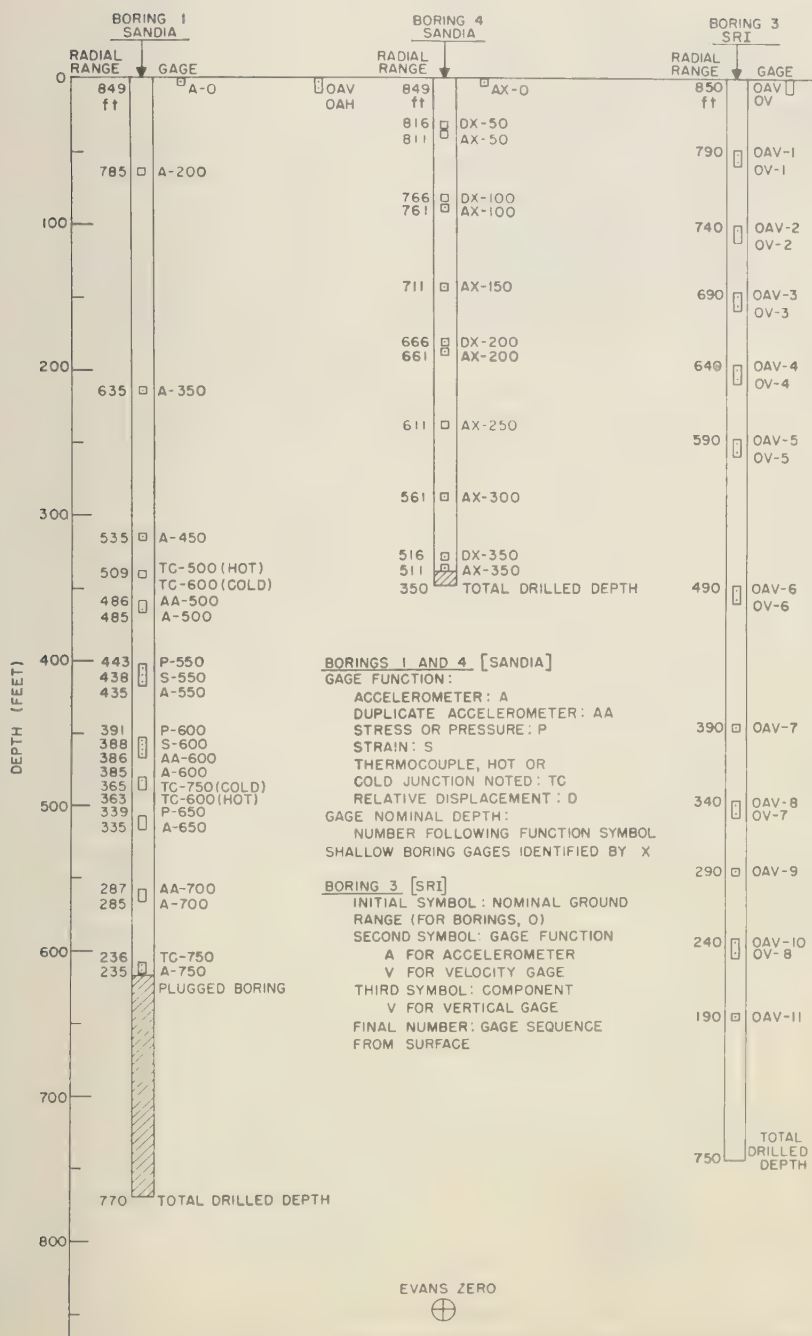 BORING 1
SANDIA
RADIAL
RANGE GAGE
849 A-0
ft
785 A-200
635 A-350
535 A-450
509 TC-500 (HOT)
TC-600 (COLD)
486 AA-500
485 A-500
443 P-550
438 S-550
435 A-550
391 P-600
388 S-600
386 AA-600
385 A-600
365 TC-750 (COLD)
363 TC-600 (HOT)
339 P-650
335 A-650
287 AA-700
285 A-700
236 TC-750
235 A-750
PLUGGED BORING
770 TOTAL DRILLED DEPTH
BORING 4
SANDIA
RADIAL
RANGE
OAV 849 AX-0
OAH ft
816 DX-50
811 AX-50
766 DX-100
761 AX-100
711 AX-150
666 DX-200
661 AX-200
611 AX-250
561 AX-300
516 DX-350
511 AX-350
350 TOTAL DRILLED DEPTH
BORING 3
SRI
RADIAL
RANGE GAGE
850 OAV
ft OV
790 OAV-1
OV-1
740 OAV-2
OV-2
690 OAV-3
OV-3
640 OAV-4
OV-4
590 OAV-5
OV-5
490 OAV-6
OV-6
390 OAV-7
340 OAV-8
OV-7
290 OAV-9
240 OAV-10
OV-8
190 OAV-11
750 TOTAL
DRILLED
DEPTH
BORINGS 1 AND 4 [SANDIA]
GAGE FUNCTION:
ACCELEROMETER: A
DUPLICATE ACCELEROMETER: AA
STRESS OR PRESSURE: P
STRAIN: S
THERMOCOUPLE, HOT OR
COLD JUNCTION NOTED: TC
RELATIVE DISPLACEMENT: D
GAGE NOMINAL DEPTH:
NUMBER FOLLOWING FUNCTION SYMBOL
SHALLOW BORING GAGES IDENTIFIED BY X
BORING 3 [SRI]
INITIAL SYMBOL: NOMINAL GROUND
RANGE (FOR BORINGS, O)
SECOND SYMBOL: GAGE FUNCTION
A FOR ACCELEROMETER
V FOR VELOCITY GAGE
THIRD SYMBOL: COMPONENT
V FOR VERTICAL GAGE
FINAL NUMBER: GAGE SEQUENCE
FROM SURFACE
DEPTH (FEET)
0
100
200
300
400
500
600
700
800
EVANS ZERO